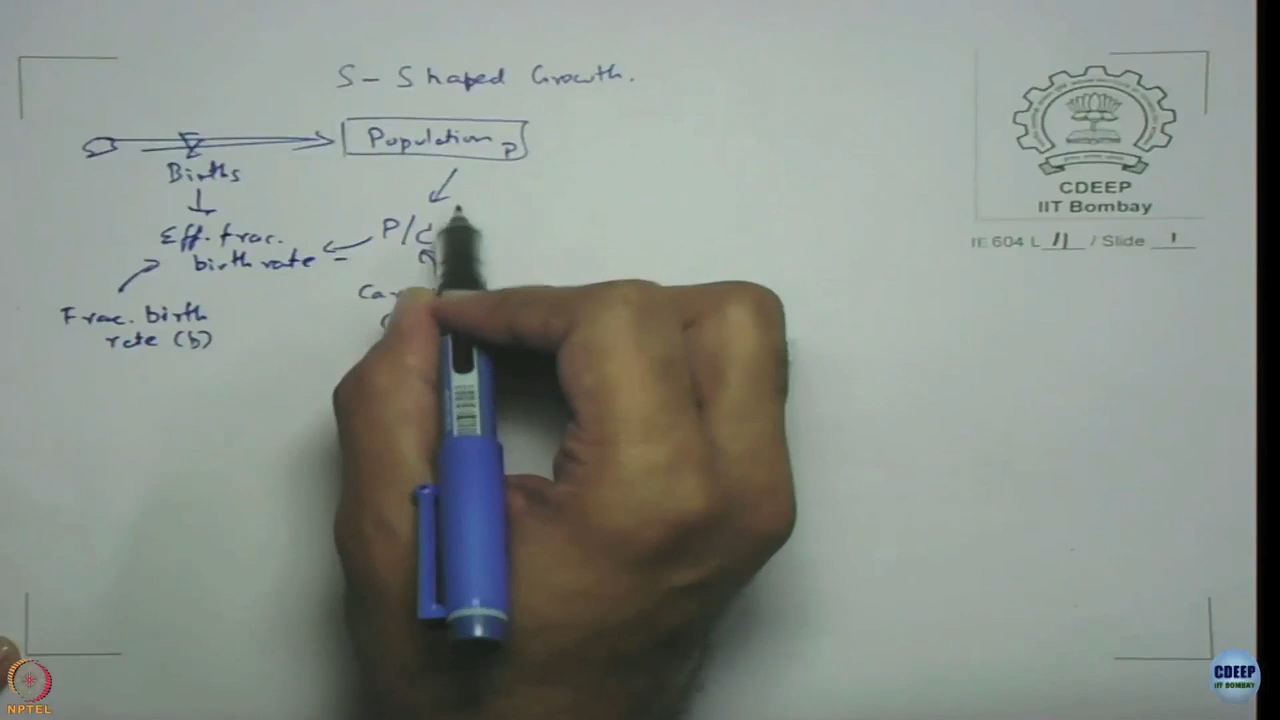 S-Shaped Growth.
Population P
Births
Eff. frac.
birth rate -
P/C
Frac. birth
rate (b)
CDEEP
IIT Bombay
IE 604 L 11 / Slide 1
NPTEL
CDEEP
IIT BOMBAY